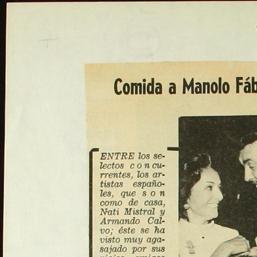 Comida a Manolo Fáb
ENTRE los se-
lectos concu-
rrentes, los ar-
tistas españo-
les, que son
como de casa,
Nati Mistral y
Armando Cal-
vo; éste se ha
visto muy aga-
sajado por sus